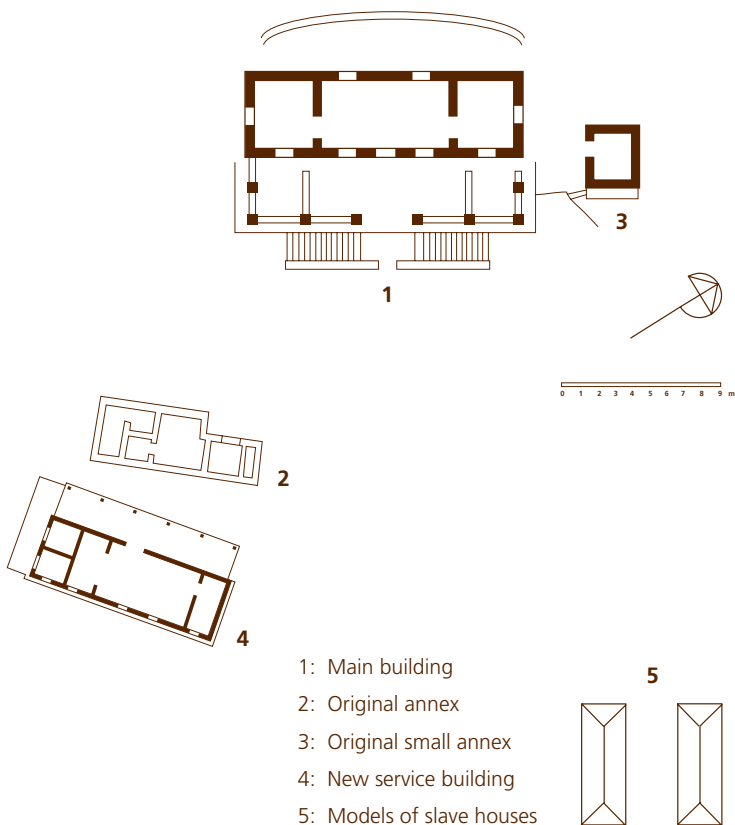 3
1
0 1 2 3 4 5 6 7 8 9 m
2
4
5
1: Main building
2: Original annex
3: Original small annex
4: New service building
5: Models of slave houses